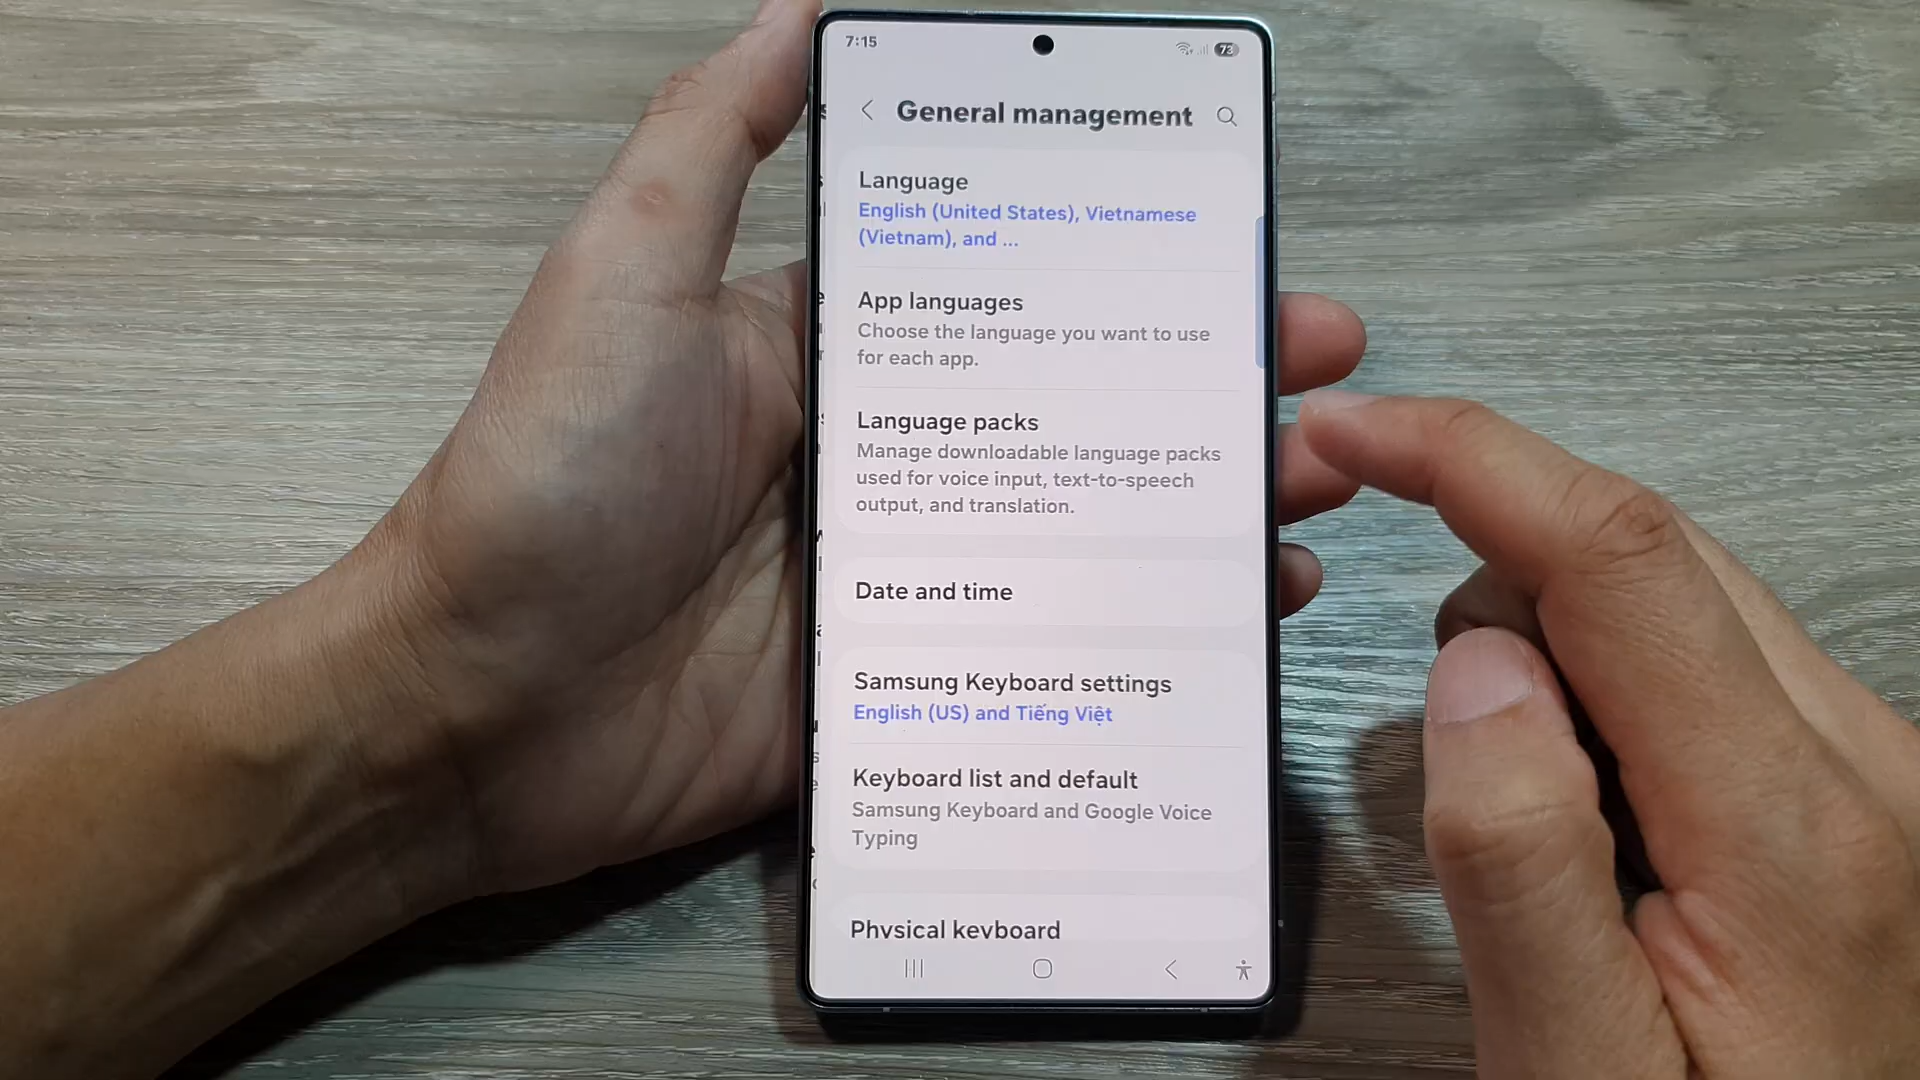 7:15
73
General management
Language
English (United States), Vietnamese
(Vietnam), and ...
App languages
Choose the language you want to use
for each app.
Language packs
Manage downloadable language packs
used for voice input, text-to-speech
output, and translation.
Date and time
Samsung Keyboard settings
English (US) and Tiếng Việt
Keyboard list and default
Samsung Keyboard and Google Voice
Typing
Physical keyboard